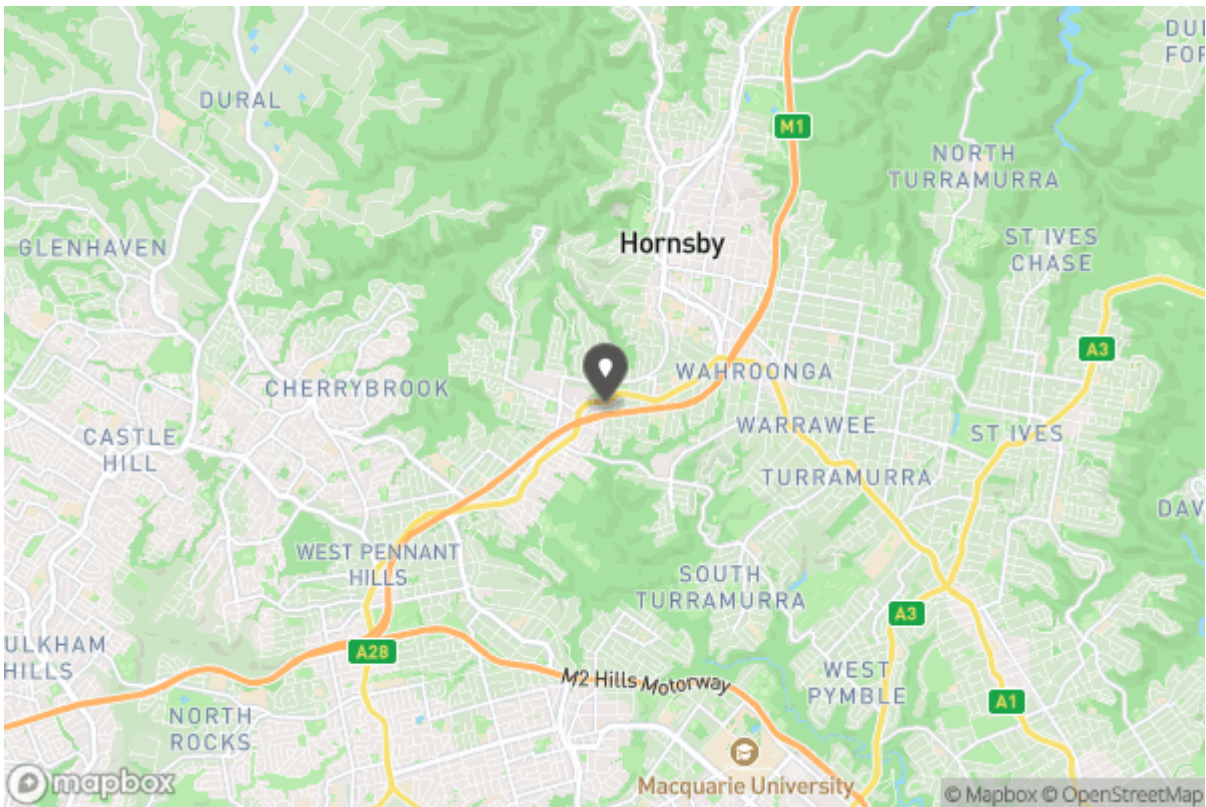 DU
FOR
DURAL
M1
NORTH
TURRAMURRA
GLENHAVEN
Hornsby
ST IVES
CHASE
A3
WAHROONGA
CHERRYBROOK
CASTLE
HILL
WARRAWEE
ST IVES
TURRAMURRA
DAV
WEST PENNANT
HILLS
SOUTH
TURRAMURRA
A3
ULKHAM
HILLS
A28
M2 Hills Motorway
WEST
PYMBLE
A1
NORTH
ROCKS
Macquarie University
mapbox
© Mapbox © OpenStreetMap